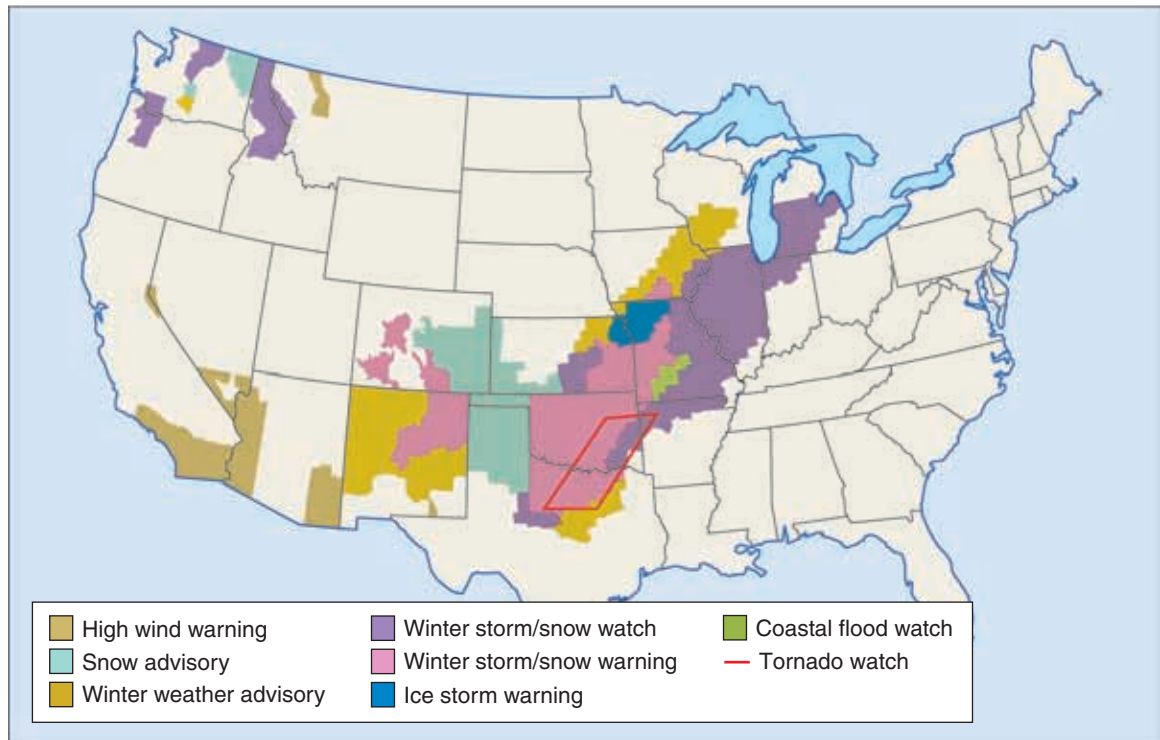 High wind warning
Snow advisory
Winter weather advisory
Winter storm/snow watch
Winter storm/snow warning
Ice storm warning
Coastal flood watch
Tornado watch